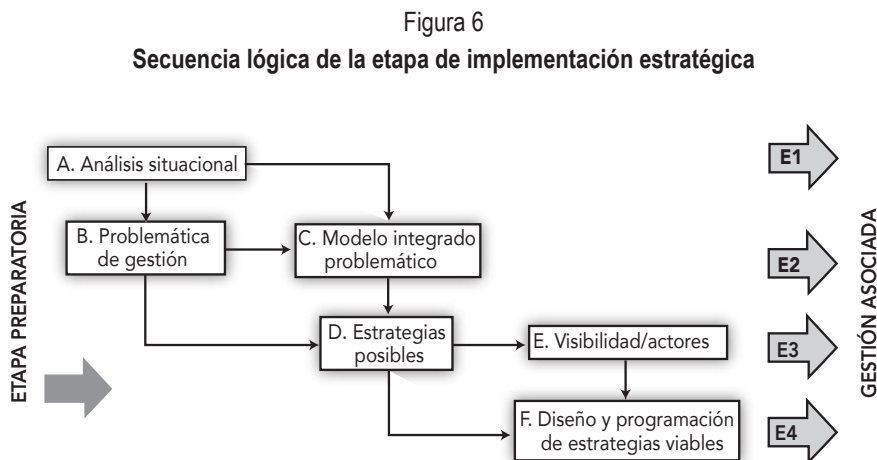 Figura 6
Secuencia lógica de la etapa de implementación estratégica
A. Análisis situacional
B. Problemática
de gestión
C. Modelo integrado
problemático
D. Estrategias
posibles
E. Visibilidad/actores
F. Diseño y programación
de estrategias viables
ETAPA PREPARATORIA
E1
E2
E3
E4
GESTIÓN ASOCIADA